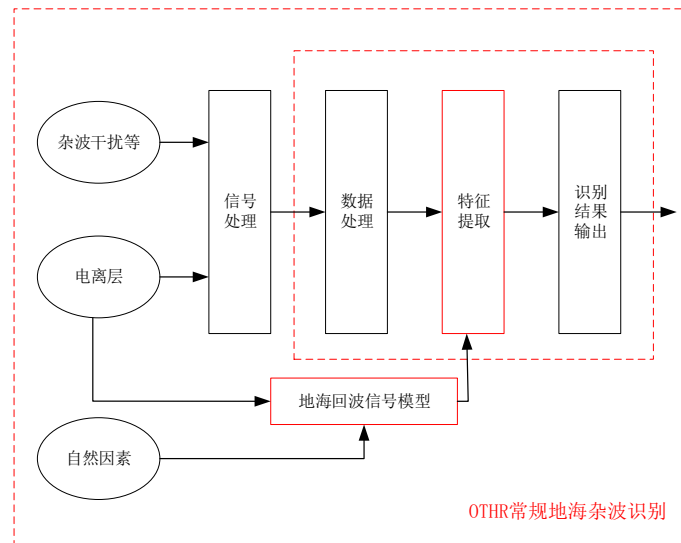 杂波干扰等
信号
处理
数据
处理
特征
提取
识别
结果
输出
电离层
地海回波信号模型
自然因素
OTHR常规地海杂波识别